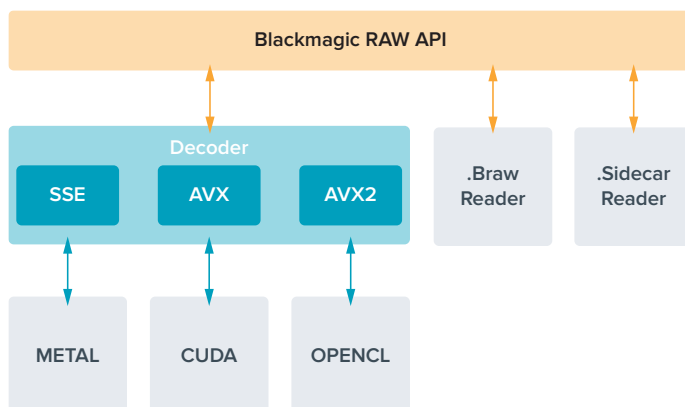 Blackmagic RAW API
Decoder
SSE
AVX
AVX2
.Braw
Reader
.Sidecar
Reader
METAL
CUDA
OPENCL